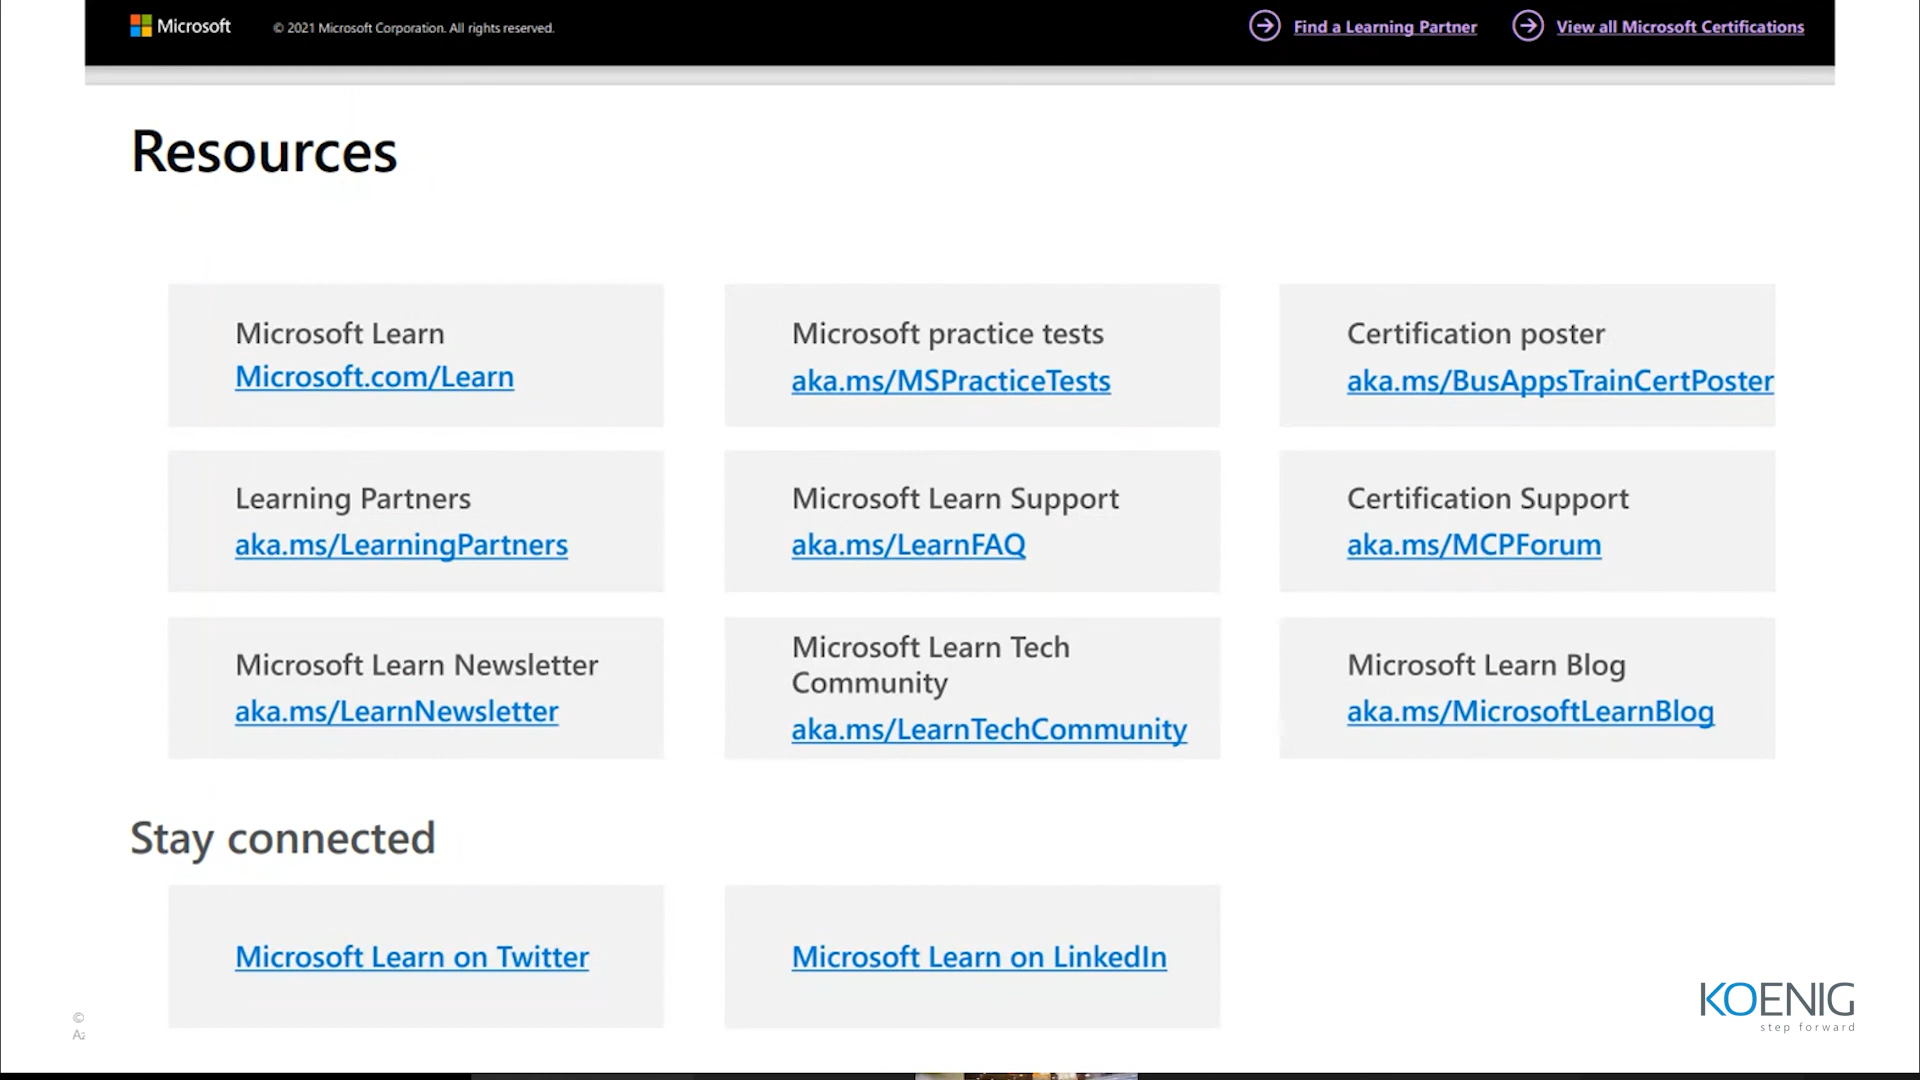 Microsoft
© 2021 Microsoft Corporation. All rights reserved.
Find a Learning Partner
View all Microsoft Certifications
Resources
Microsoft Learn
Microsoft.com/Learn
Microsoft practice tests
aka.ms/MSPracticeTests
Certification poster
aka.ms/BusAppsTrainCertPoster
Learning Partners
aka.ms/LearningPartners
Microsoft Learn Support
aka.ms/LearnFAQ
Certification Support
aka.ms/MCPForum
Microsoft Learn Newsletter
aka.ms/LearnNewsletter
Microsoft Learn Tech
Community
aka.ms/LearnTechCommunity
Microsoft Learn Blog
aka.ms/MicrosoftLearnBlog
Stay connected
Microsoft Learn on Twitter
Microsoft Learn on LinkedIn
©
KOENIG
step forward